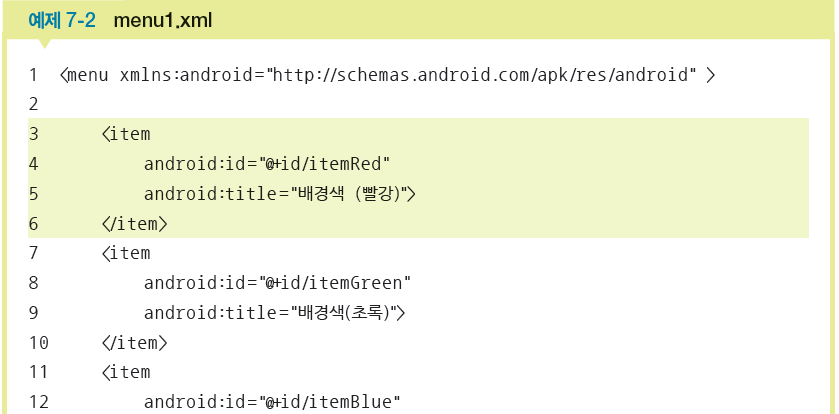 예제 7-2 menu1.xml
1 <menu xmlns:android="http://schemas.android.com/apk/res/android" >
2
3 <item
4 android:id="@+id/itemRed"
5 android:title="배경색 (빨강)">
6 </item>
7 <item
8 android:id="@+id/itemGreen"
9 android:title="배경색(초록)">
10 </item>
11 <item
12 android:id="@+id/itemBlue"